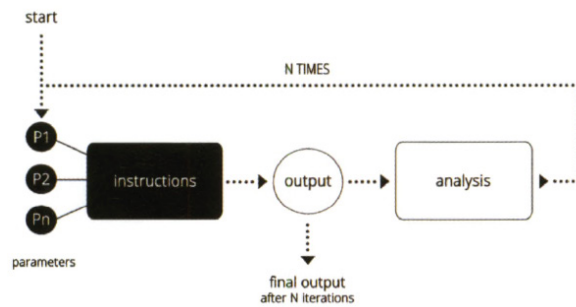 start
N TIMES
P1
P2
Pn
instructions
output
analysis
parameters
final output
after N iterations